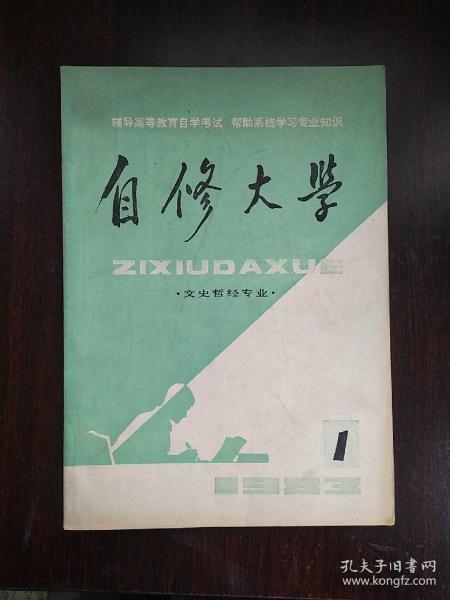 辅导高等教育自学考试 帮助系统学习专业知识
自修大学
ZIXIUDAXUE
·文史哲经专业·
1
1983
孔夫子旧书网
www.kongfz.com